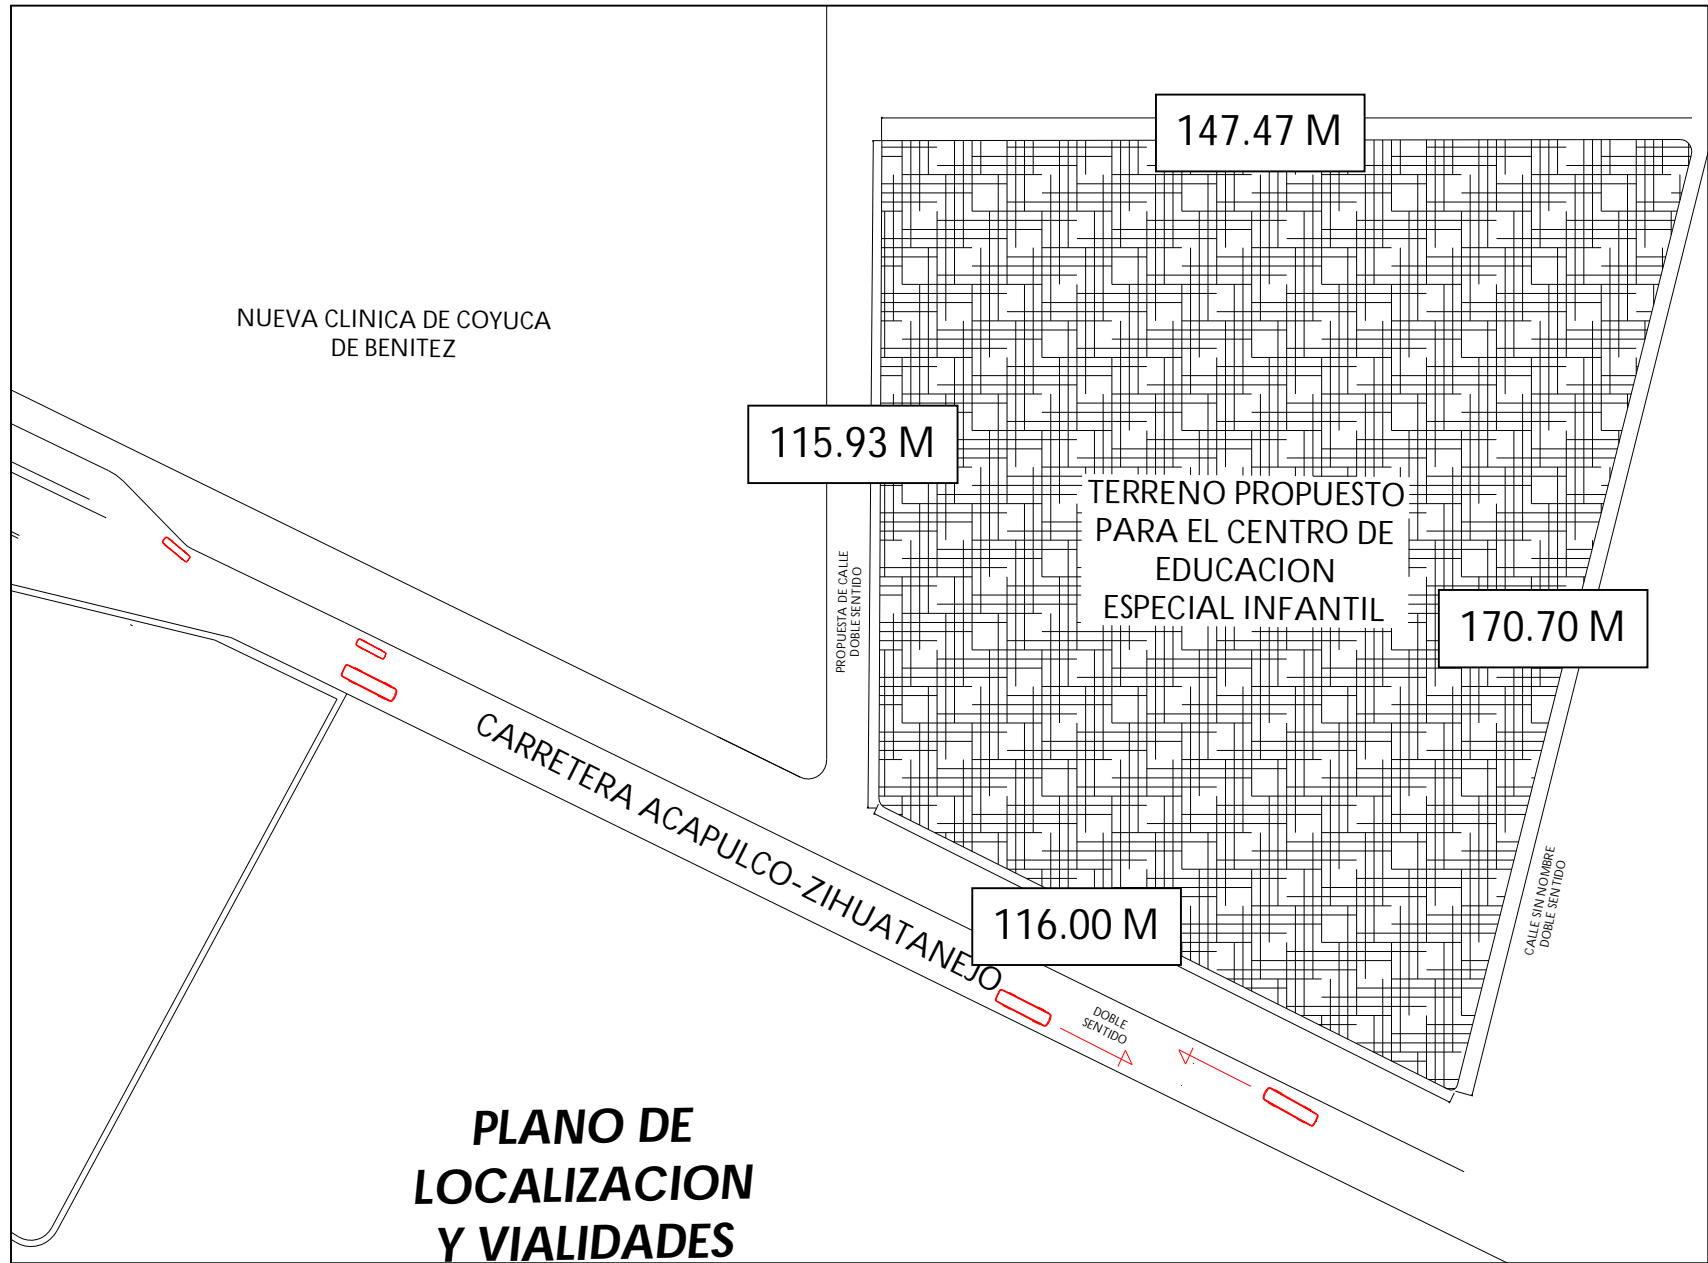 147.47 M
NUEVA CLINICA DE COYUCA
DE BENITEZ
115.93 M
TERRENO PROPUESTO
PARA EL CENTRO DE
EDUCACION
ESPECIAL INFANTIL
170.70 M
PROPUESTA DE CALLE
DOBLE SENTIDO
CARRETERA ACAPULCO-ZIHUATANEJO
116.00 M
CALLE SIN NOMBRE
DOBLE SENTIDO
DOBLE
SENTIDO
PLANO DE
LOCALIZACION
Y VIALIDADES